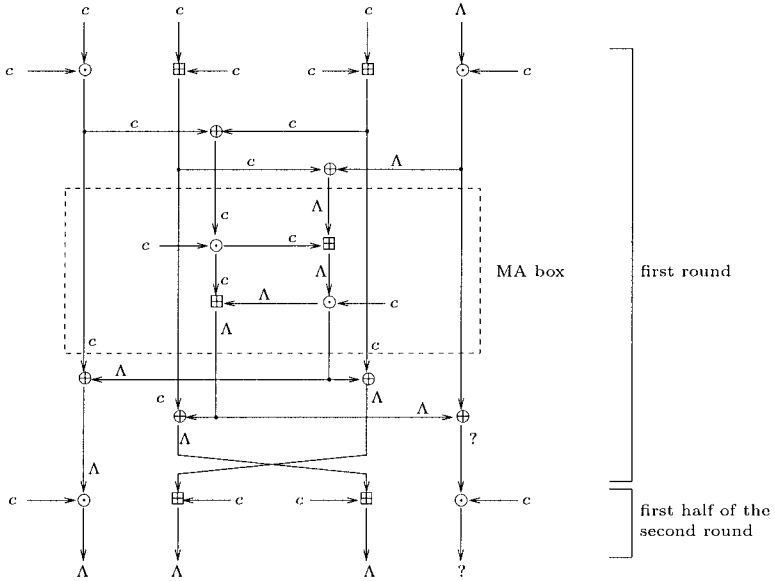 c c c Λ
c c c c
c c
c Λ
c Λ
c c Λ
MA box first round
c Λ
Λ c
Λ
c c
Λ Λ
c Λ
Λ ?
Λ
c c c c
first half of the
second round
Λ Λ Λ ?